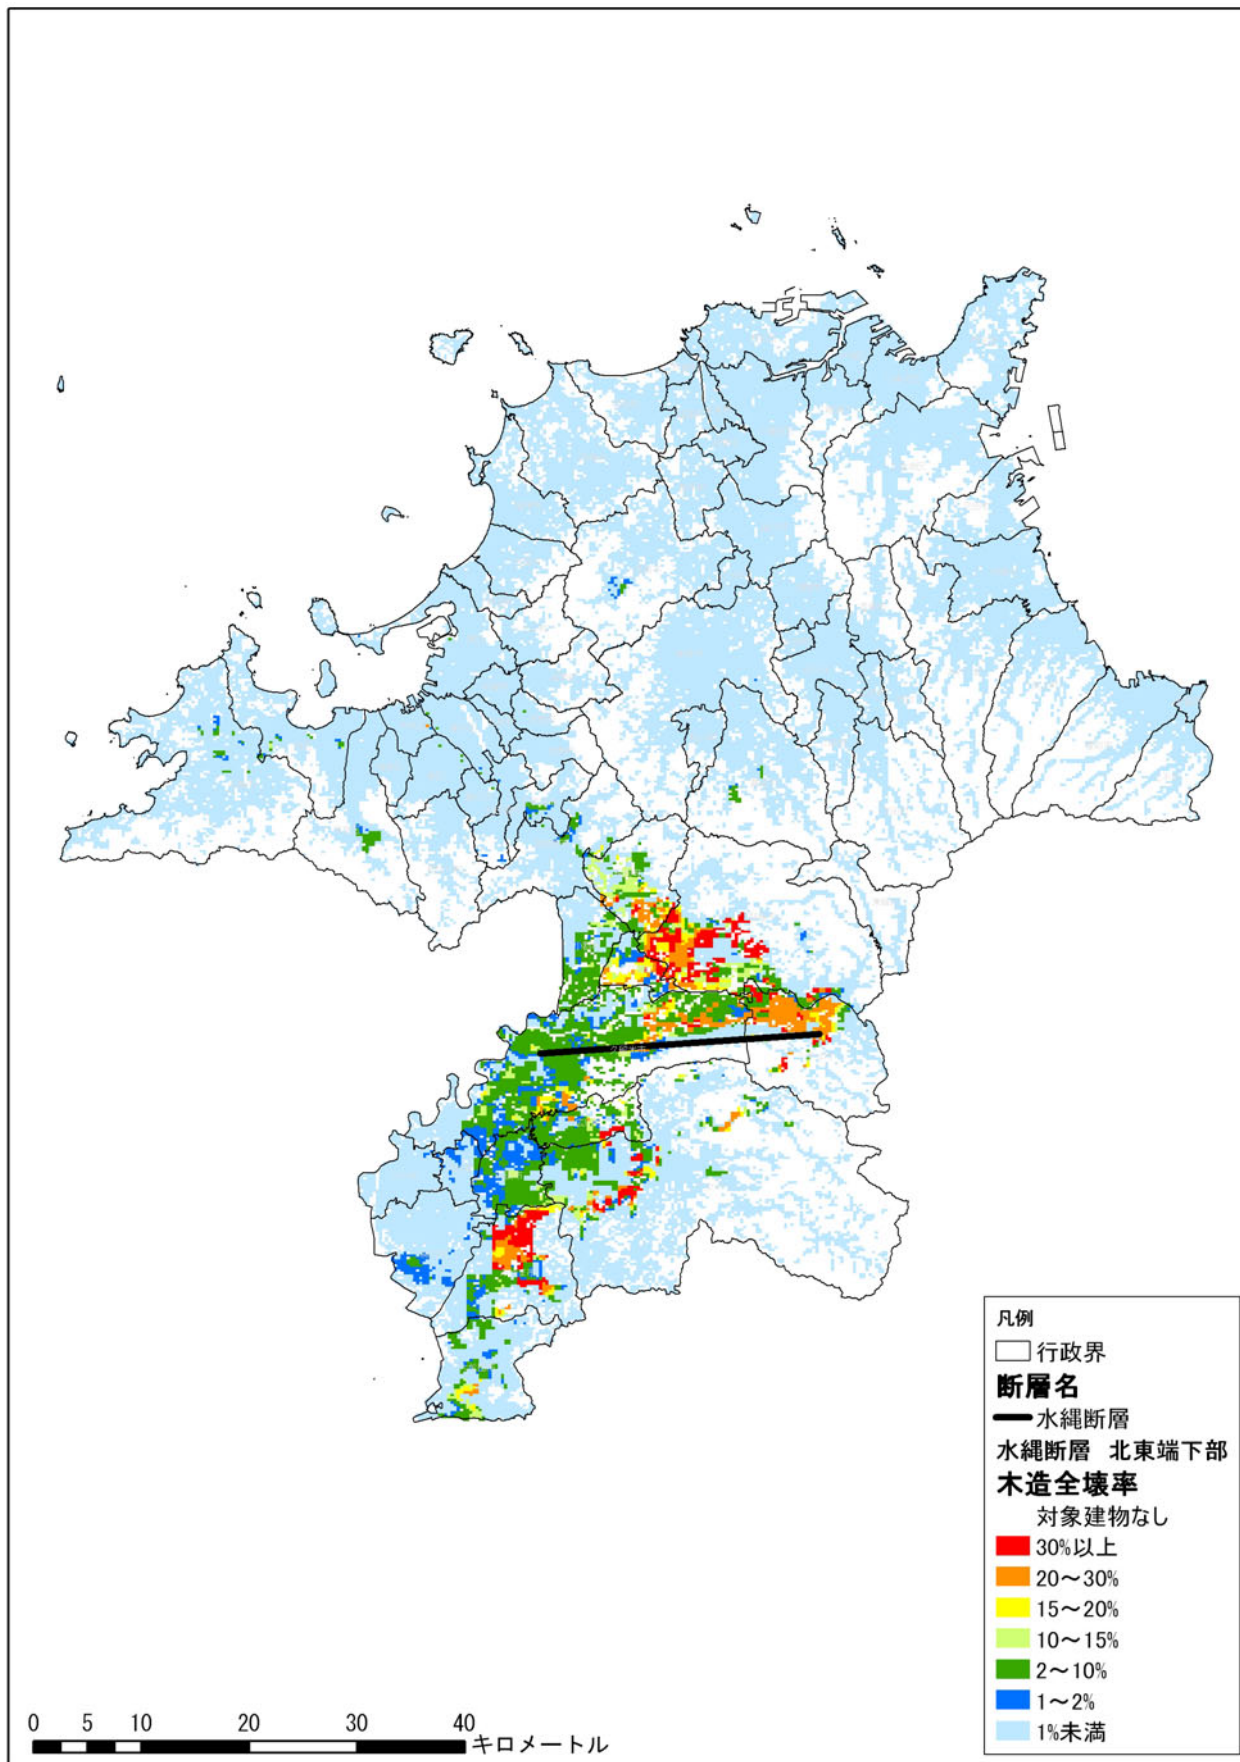 凡例
行政界
断層名
水縄断層
水縄断層 北東端下部
木造全壊率
対象建物なし
30%以上
20～30%
15～20%
10～15%
2～10%
1～2%
1%未満
0 5 10 20 30 40
キロメートル